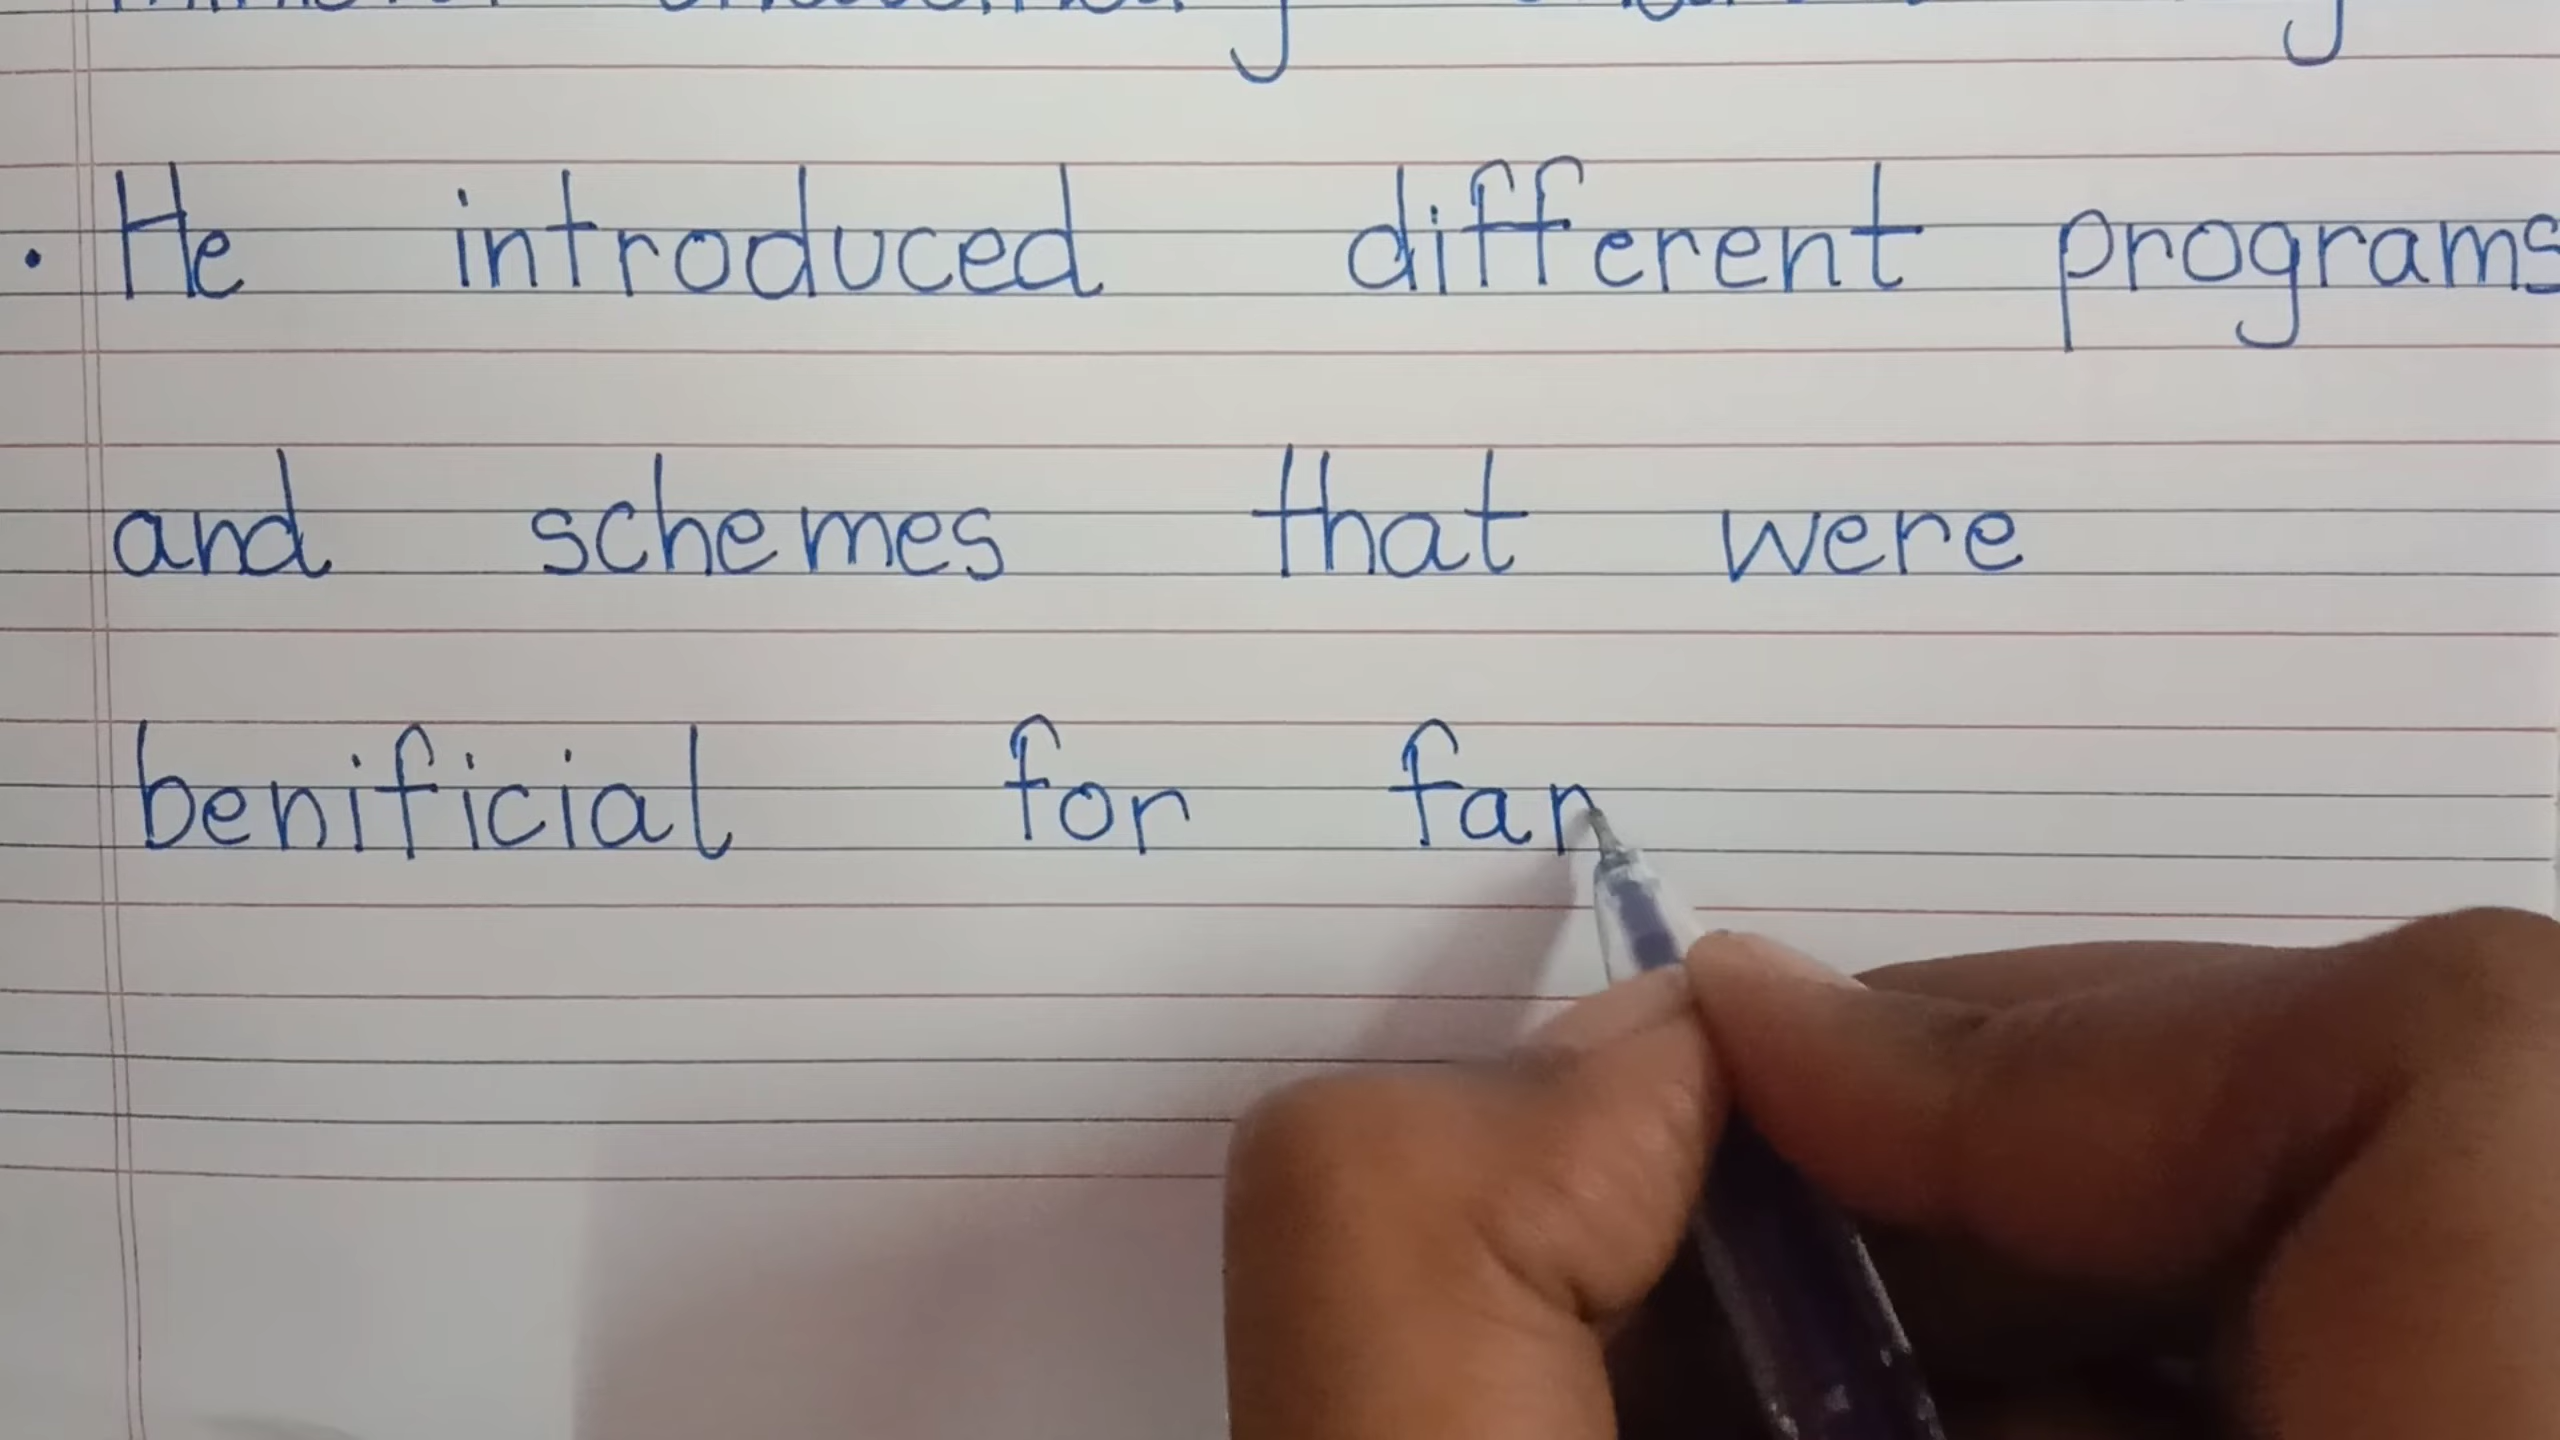 . He introduced different programs
and schemes that were
benificial for far